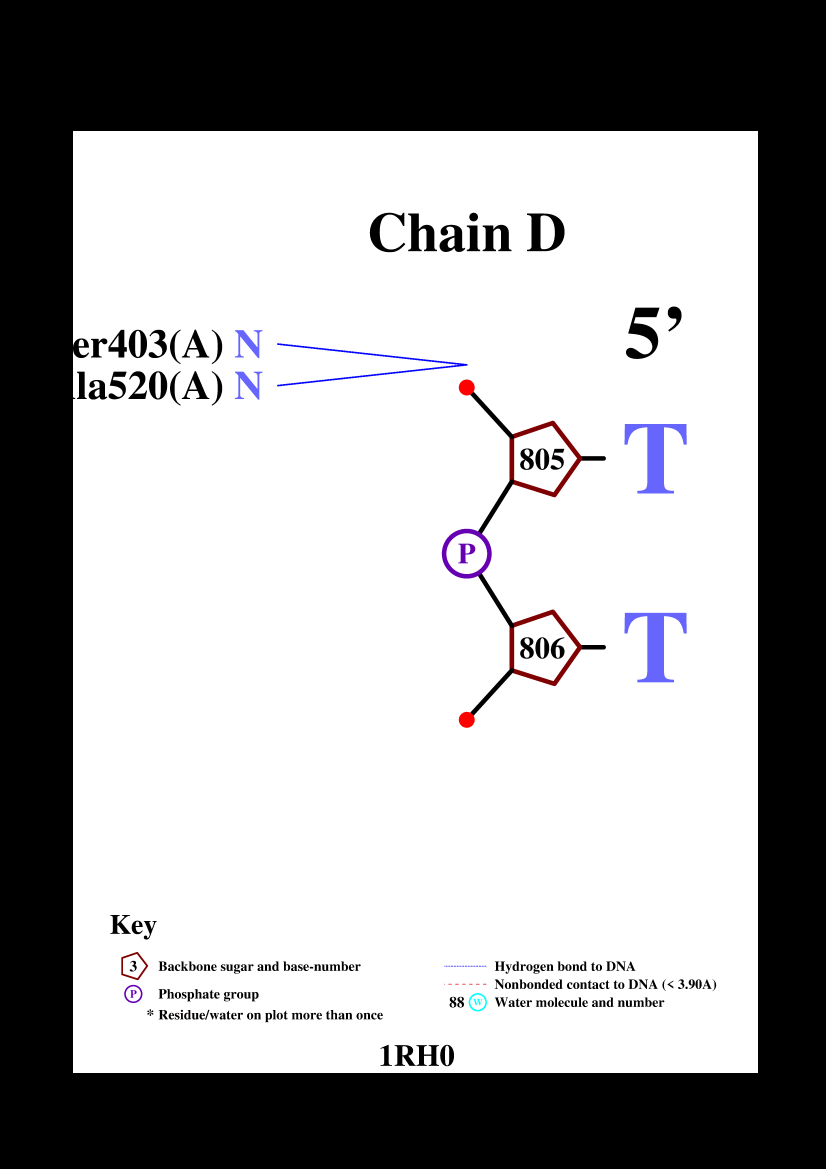 Chain D
5’
er403(A) N
la520(A) N
805 T
P
806 T
Key
3 Backbone sugar and base-number
P Phosphate group
* Residue/water on plot more than once
Hydrogen bond to DNA
Nonbonded contact to DNA (< 3.90A)
88 W Water molecule and number
1RH0